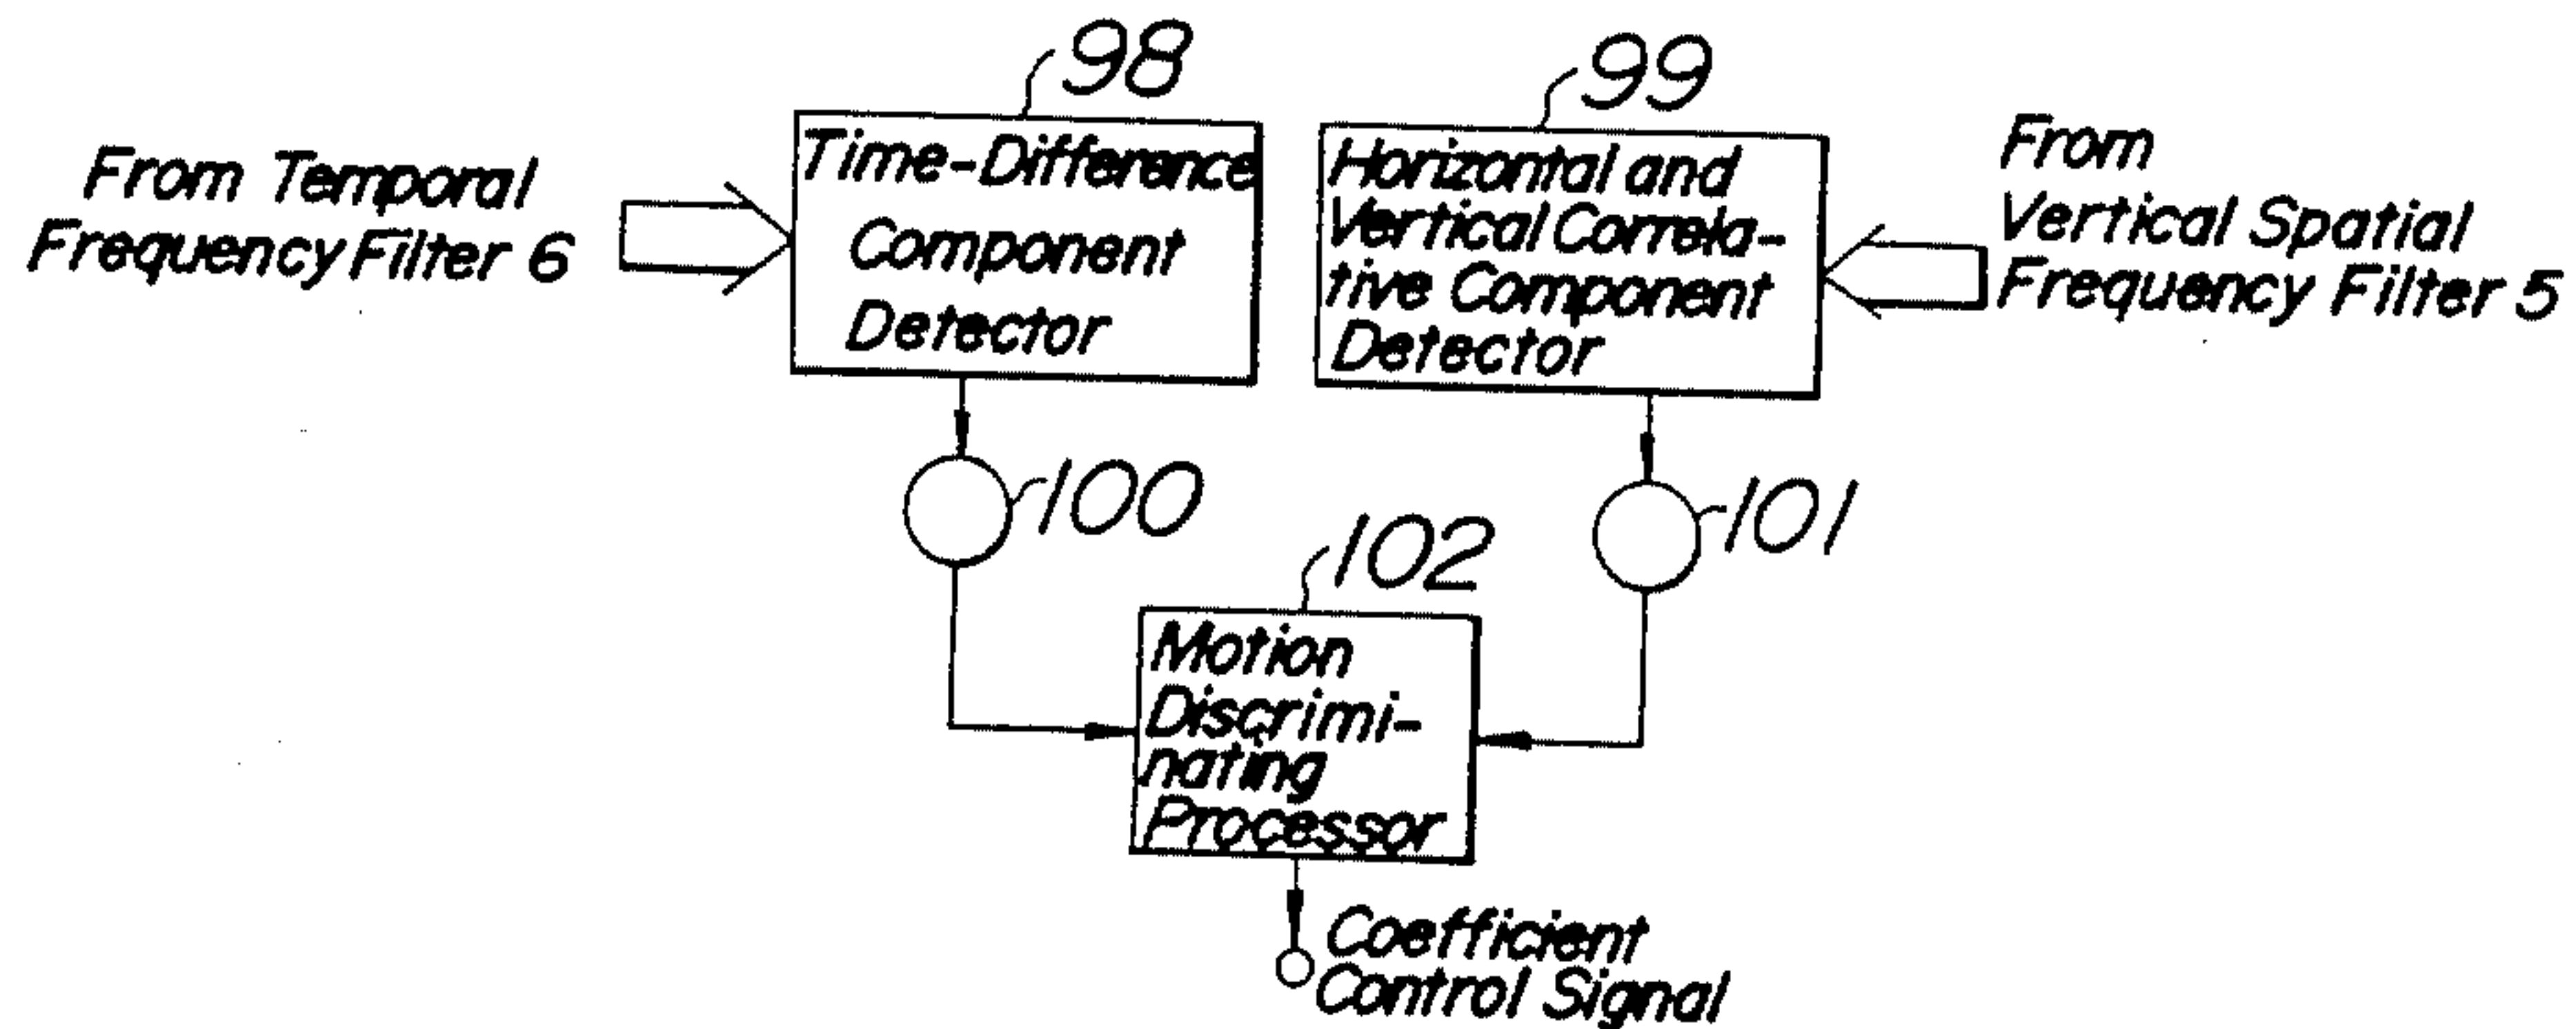 98
99
From Temporal
Frequency Filter 6
Time-Difference
Component
Detector
Horizontal and
Vertical Correla-
tive Component
Detector
From
Vertical Spatial
Frequency Filter 5
100
101
102
Motion
Discrimi-
nating
Processor
Coefficient
Control Signal